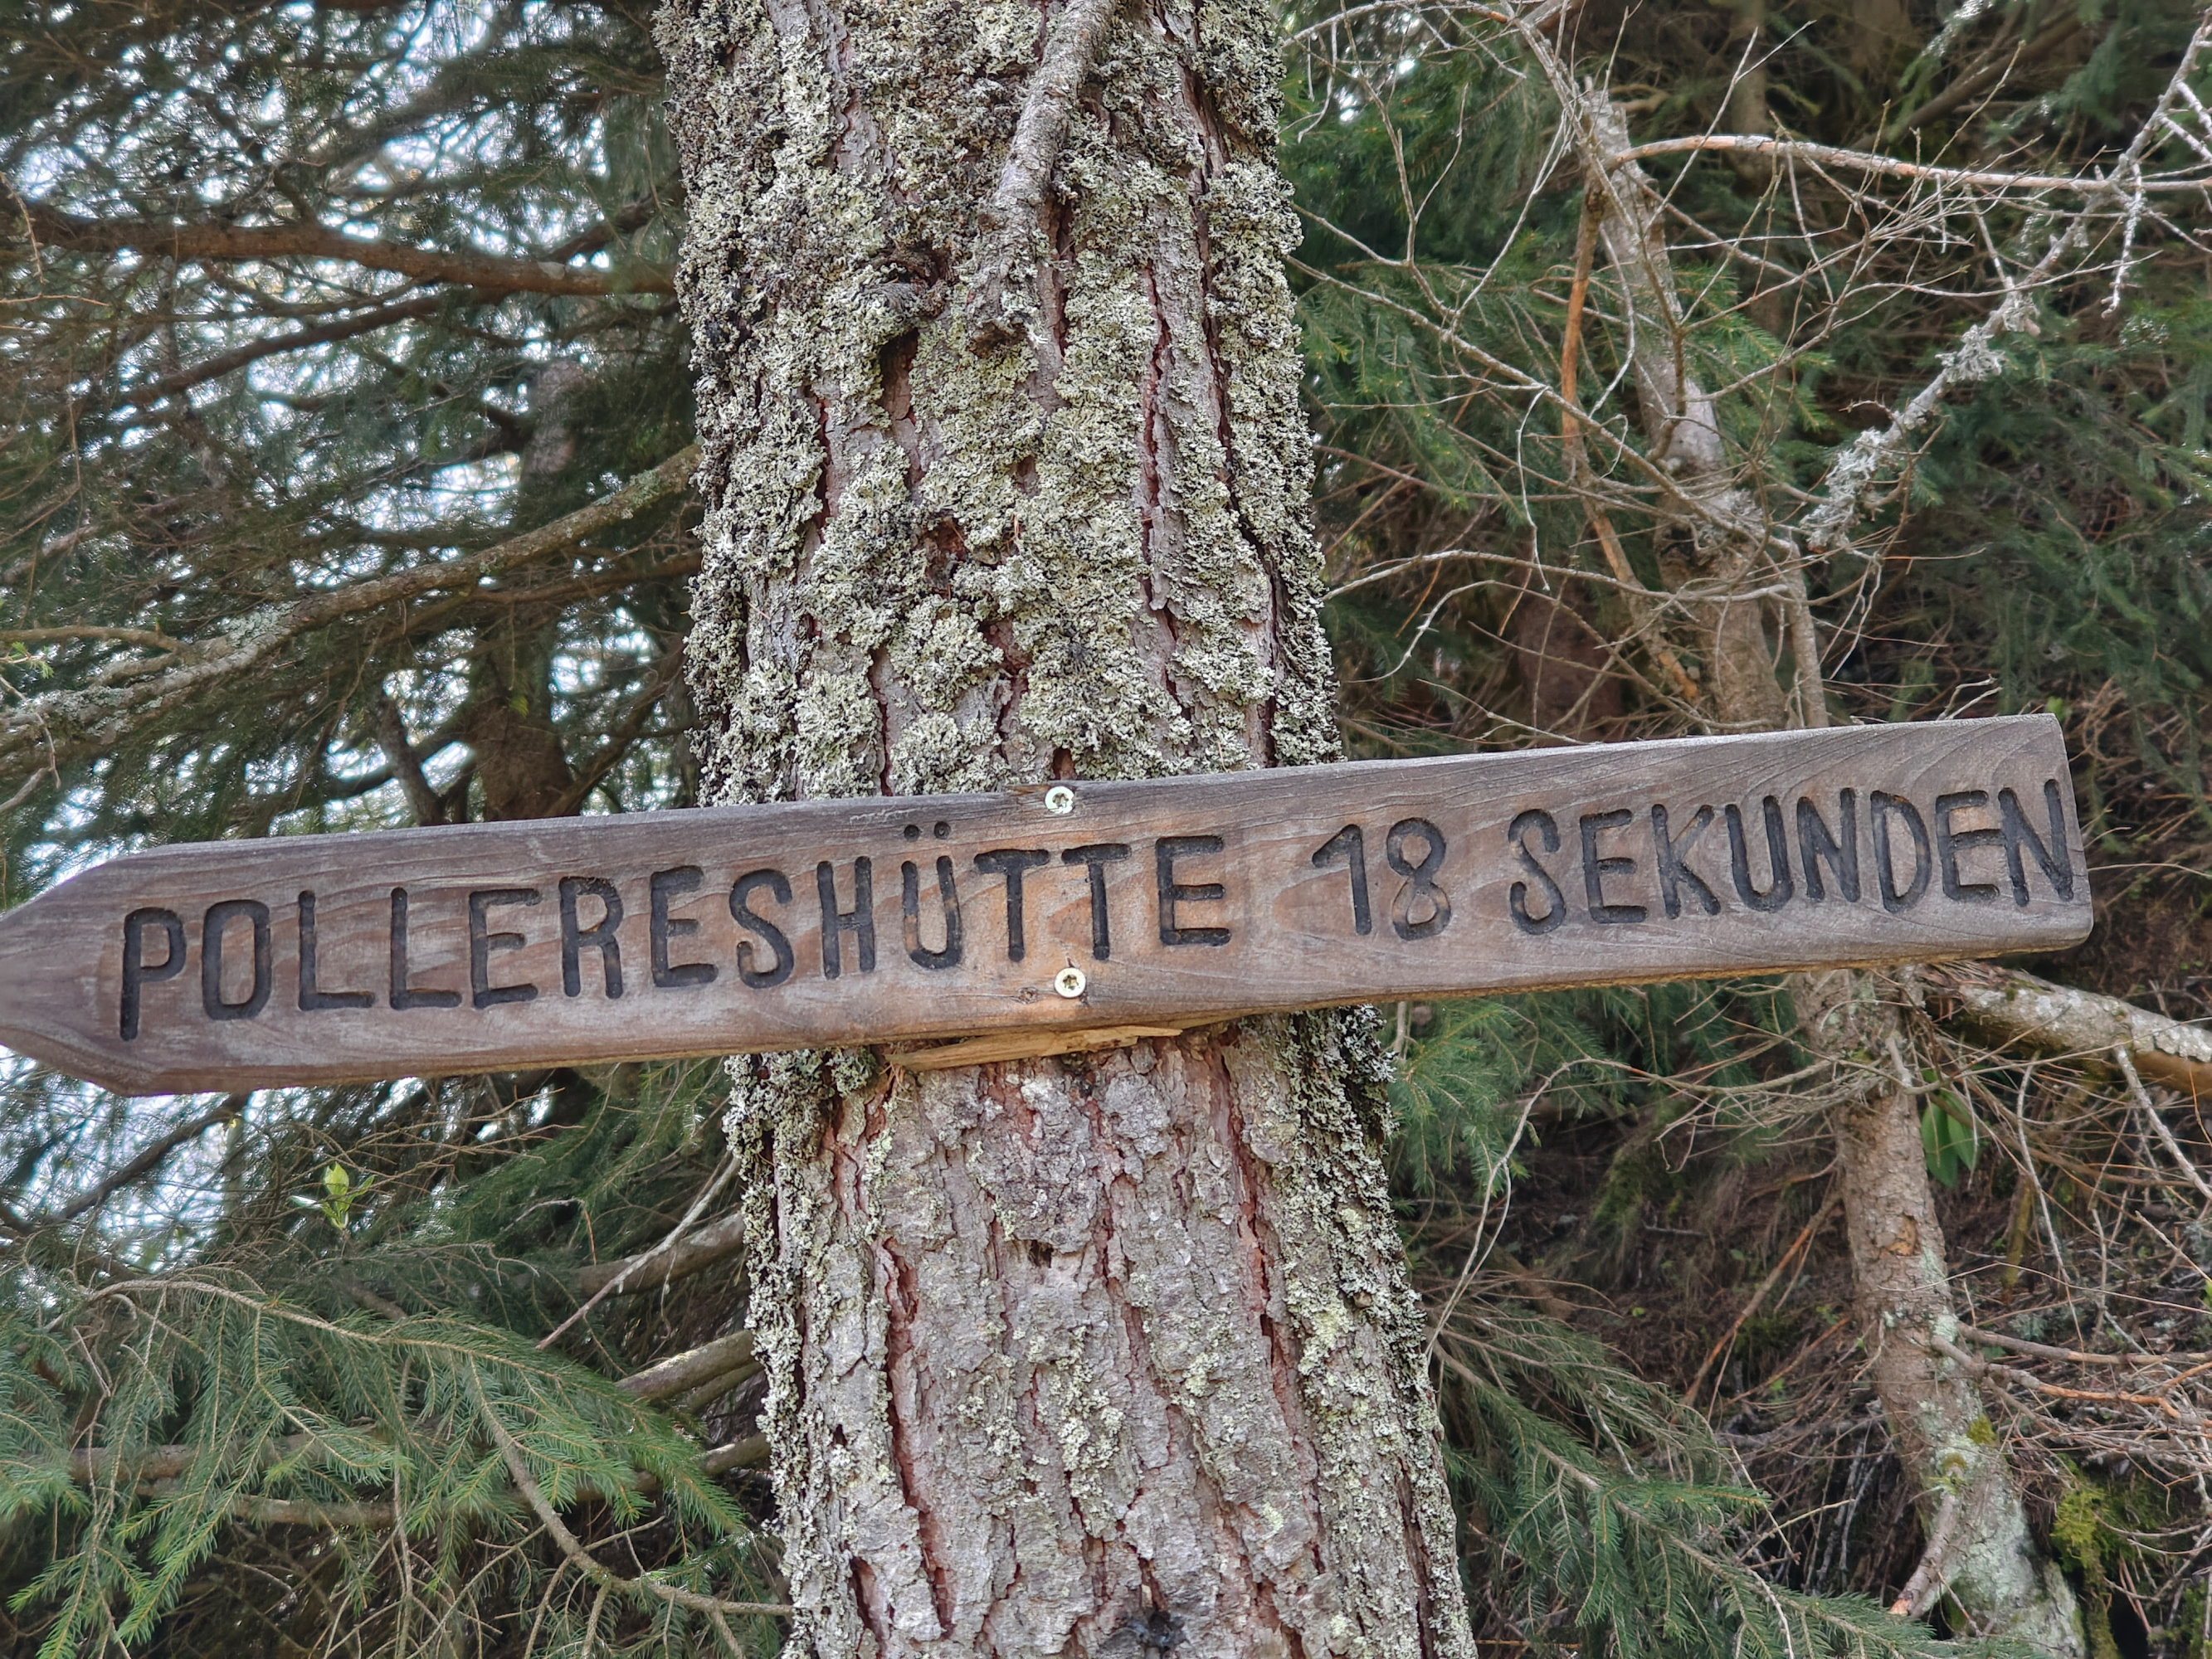 POLLERESHÜTTE 18 SEKUNDEN